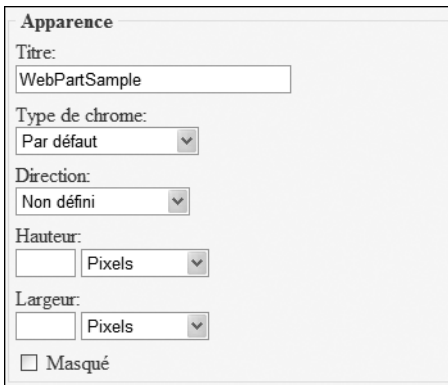 Apparence
Titre:
WebPartSample
Type de chrome:
Par défaut
Direction:
Non défini
Hauteur:
Pixels
Largeur:
Pixels
Masqué